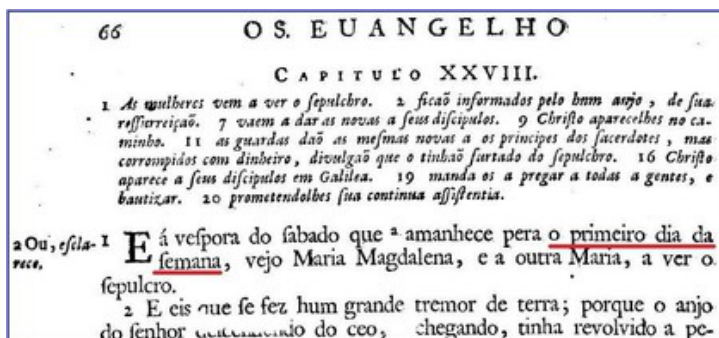 66 O S. EUANGELHO
CAPITULO XXVIII.
1 As mulheres vem a ver o ſepulchro. 2 ficaõ informados pelo hum anjo, de ſua
reſſurreiçaõ. 7 vaem a dar as novas a ſeus diſcipulos. 9 Chriſto aparecelhes no ca-
minho. 11 as guardas daõ as meſmas novas a os principes dos ſacerdotes, mas
corrompidos com dinheiro, divulgaõ que o tinhaõ furtado do ſepulchro. 16 Chriſto
aparece a ſeus diſcipulos em Galilea. 19 manda os a pregar a todas a gentes, e
bautizar. 20 prometendolhes ſua continua aſſiſtentia.
2 Ou, eſcla- 1 E á veſpora do ſabado que ² amanhece pera o primeiro dia da
rece. ſemana, vejo Maria Magdalena, e a outra Maria, a ver o
ſepulcro.
2 E eis que ſe fez hum grande tremor de terra; porque o anjo
do ſenhor do ceo, chegando, tinha revolvido a pe-